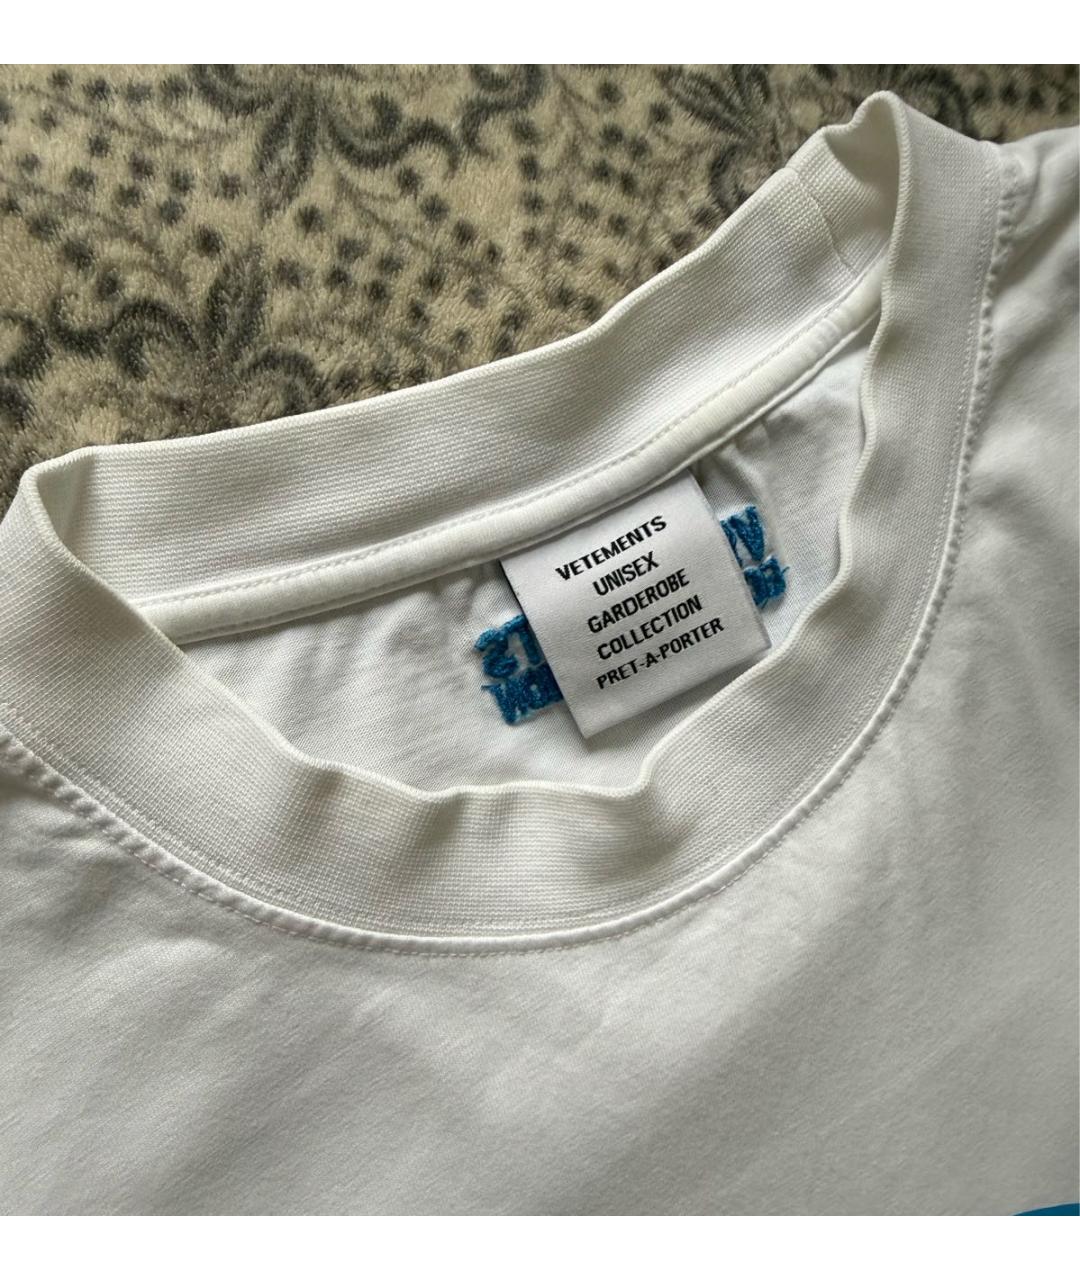 VETEMENTS
UNISEX
GARDEROBE
COLLECTION
PRET-A-PORTER